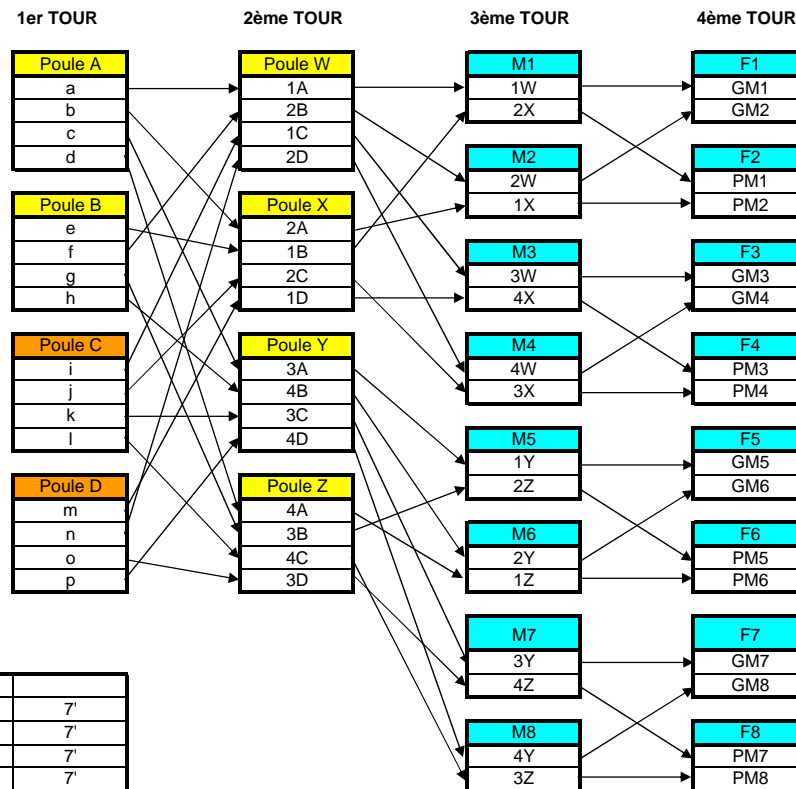 1er TOUR 2ème TOUR 3ème TOUR 4ème TOUR
Poule A
a
b
c
d
Poule B
e
f
g
h
Poule C
i
j
k
l
Poule D
m
n
o
p
7'
7'
7'
7'
Poule W
1A
2B
1C
2D
Poule X
2A
1B
2C
1D
Poule Y
3A
4B
3C
4D
Poule Z
4A
3B
4C
3D
M1
1W
2X
M2
2W
1X
M3
3W
4X
M4
4W
3X
M5
1Y
2Z
M6
2Y
1Z
M7
3Y
4Z
M8
4Y
3Z
F1
GM1
GM2
F2
PM1
PM2
F3
GM3
GM4
F4
PM3
PM4
F5
GM5
GM6
F6
PM5
PM6
F7
GM7
GM8
F8
PM7
PM8